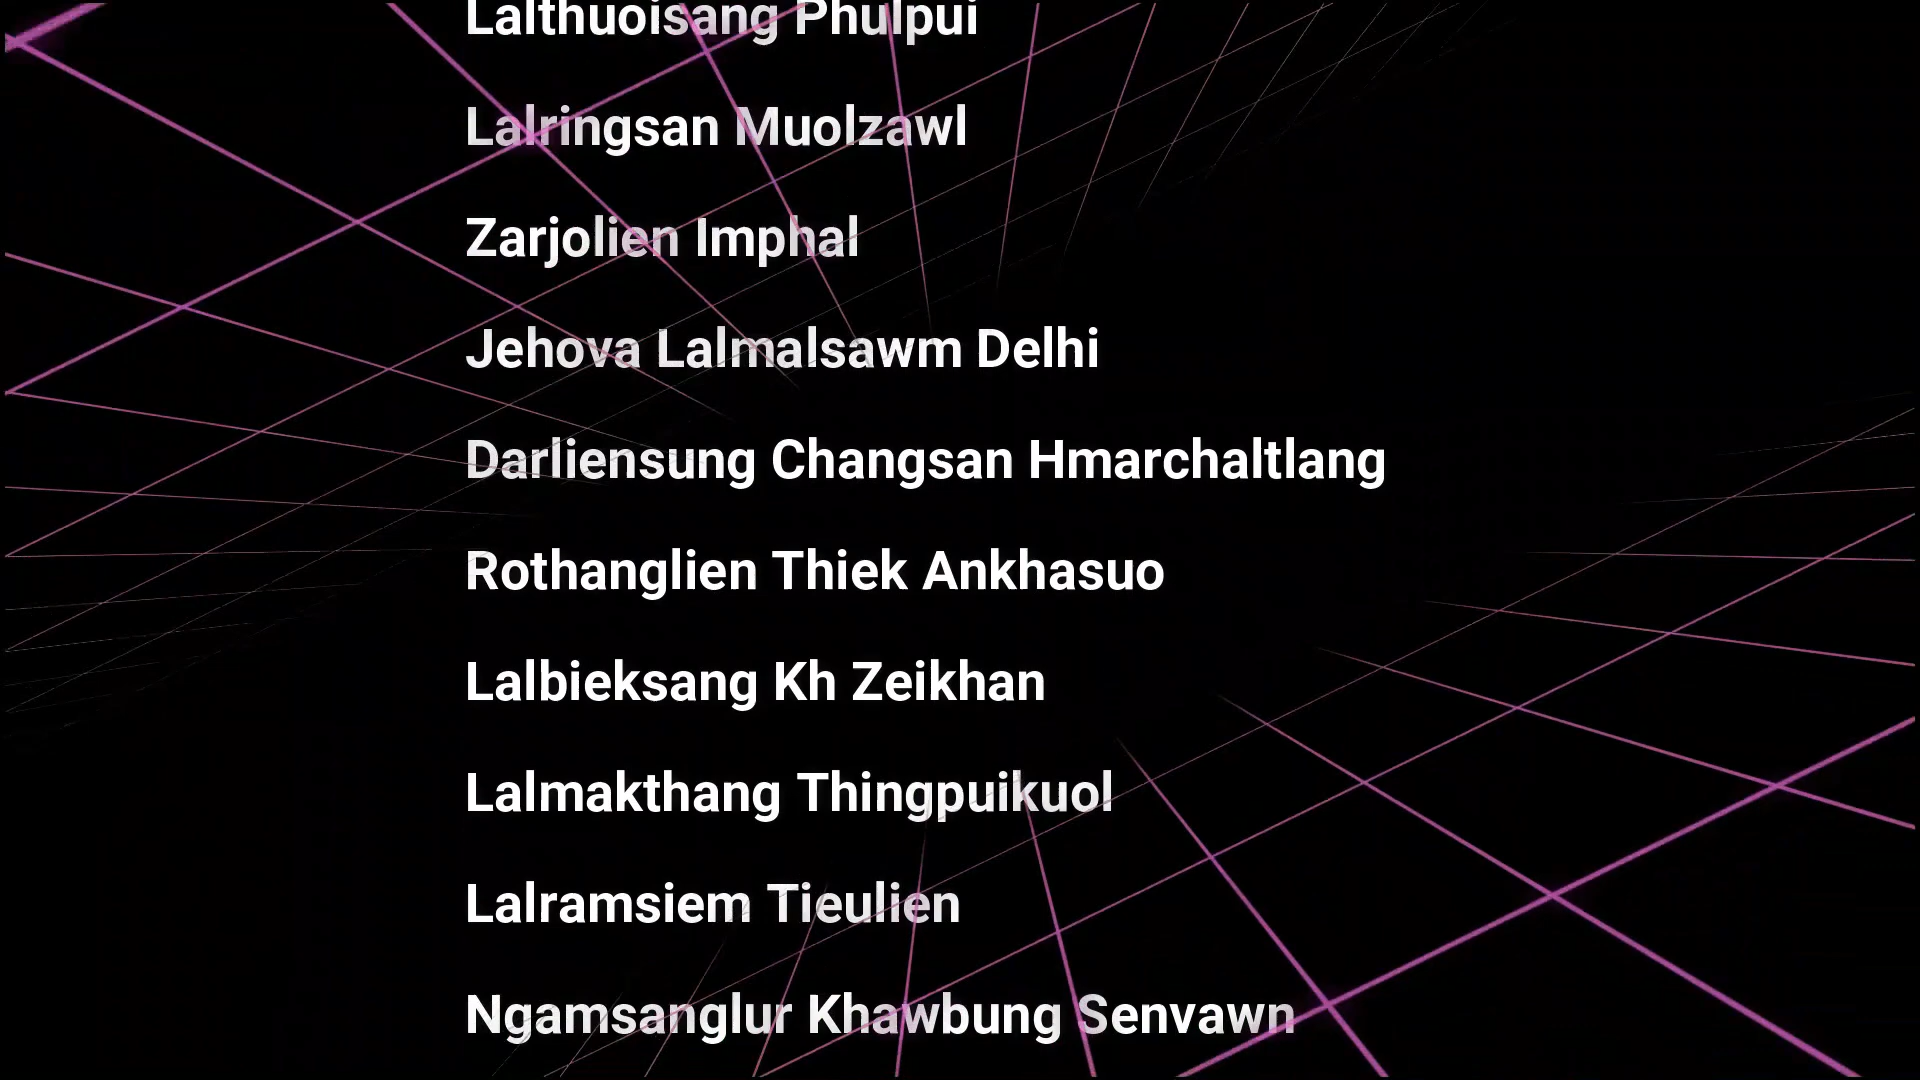 Lalthuoisang Phulpui
Lalringsan Muolzawl
Zarjolien Imphal
Jehova Lalmalsawm Delhi
Darliensung Changsan Hmarchaltlang
Rothanglien Thiek Ankhasuo
Lalbieksang Kh Zeikhan
Lalmakthang Thingpuikuol
Lalramsiem Tieulien
Ngamsanglur Khawbung Senvawn